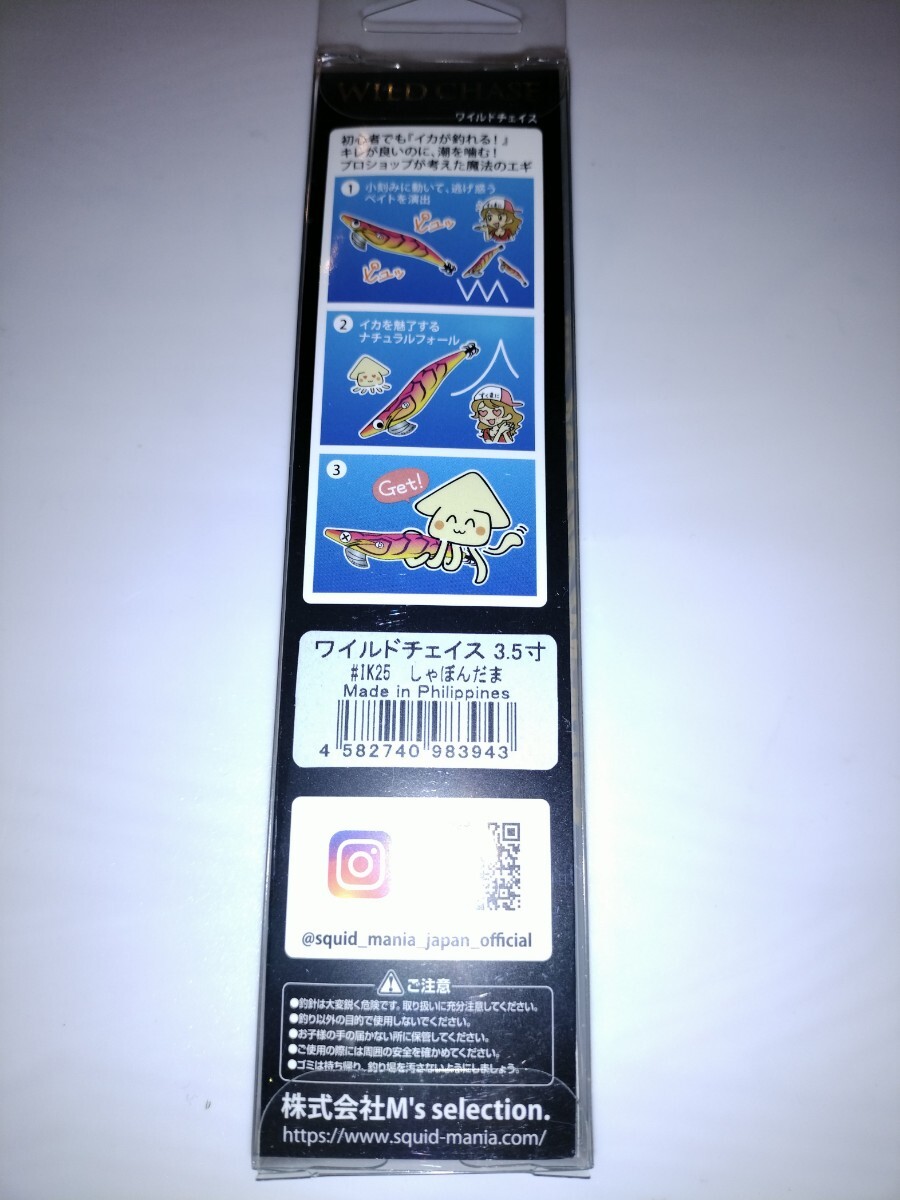 WILD CHASE
ワイルドチェイス
初心者でも『イカが釣れる!』
キレが良いのに、潮を噛む!
プロショップが考えた魔法のエギ
1 小刻みに動いて、逃げ惑う
ベイトを演出
ピュッ
ピュッ
2 イカを魅了する
ナチュラルフォール
すくまに
3
Get!
ワイルドチェイス 3.5寸
#IK25 しゃぼんだま
Made in Philippines
4 582740 983943
@squid_mania_japan_official
ご注意
●釣針は大変鋭く危険です。取り扱いに充分注意してください。
●釣り以外の目的で使用しないでください。
●お子様の手の届かない所に保管してください。
●ご使用の際には周囲の安全を確かめてください。
●ゴミは持ち帰り、釣り場を汚さないようにしましょう。
株式会社M's selection.
https://www.squid-mania.com/